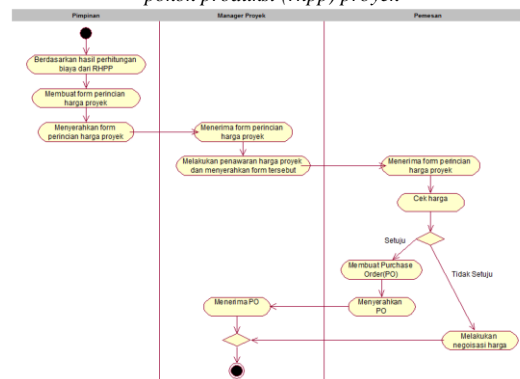 pokok produksi (rhpp) proyek
Pimpinan
Manager Proyek
Pemesan
Berdasarkan hasil perhitungan
biaya dari RHPP
Membuat form perincian
harga proyek
Menyerahkan form
perincian harga proyek
Menerima form perincian
harga proyek
Melakukan penawaran harga proyek
dan menyerahkan form tersebut
Menerima form perincian
harga proyek
Cek harga
Setuju
Tidak Setuju
Membuat Purchase
Order(PO)
Menyerahkan
PO
Menerima PO
Melakukan
negoisasi harga